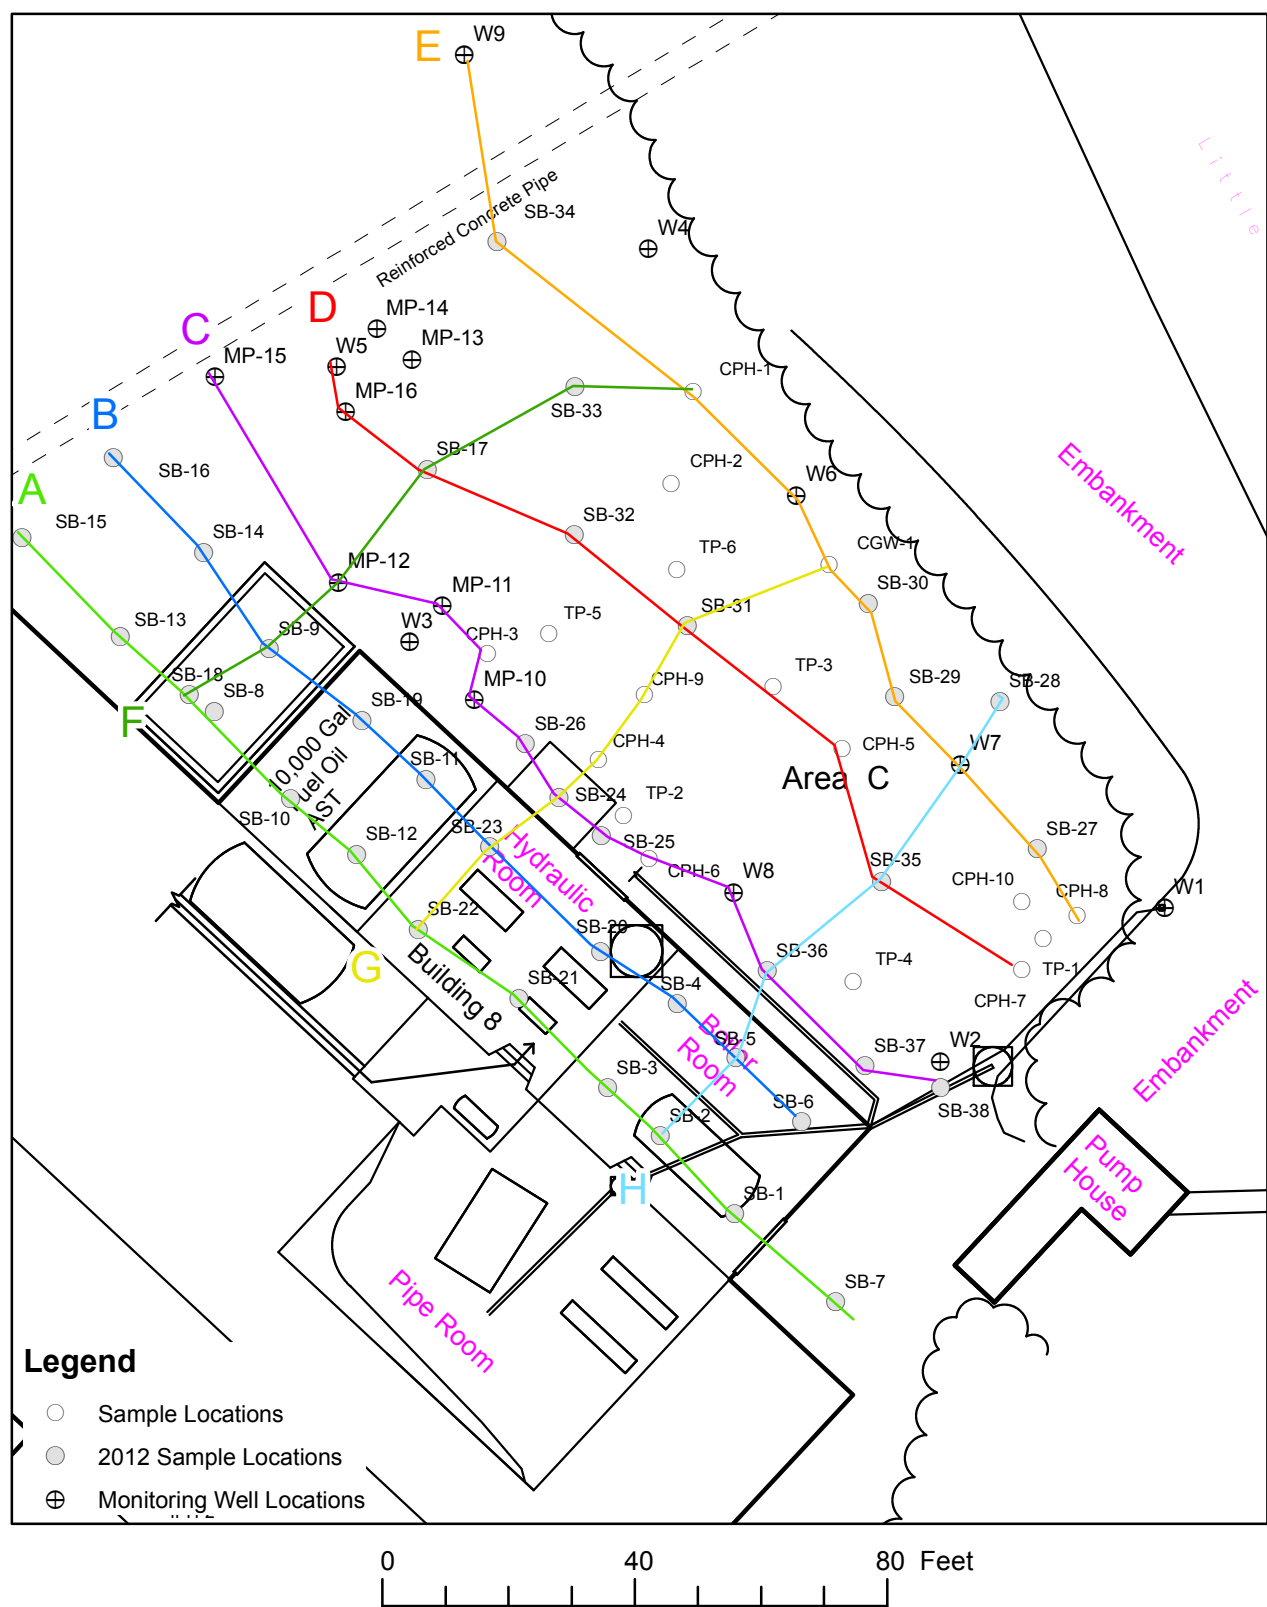 E
W9
Little
SB-34
Reinforced Concrete Pipe
W4
D
MP-14
C
W5
MP-13
MP-15
CPH-1
MP-16
SB-33
B
SB-17
CPH-2
Embankment
SB-16
W6
A
SB-15
SB-32
SB-14
TP-6
CGW-1
MP-12
MP-11
SB-31
SB-30
TP-5
W3
SB-13
SB-9
CPH-3
TP-3
CPH-9
SB-29
SB-28
SB-18
SB-8
MP-10
SB-19
F
SB-26
CPH-4
CPH-5
W7
10,000 Gal
Fuel Oil
AST
SB-11
Area C
SB-24
TP-2
SB-10
SB-12
SB-23
Hydraulic
Room
SB-25
SB-27
CPH-6
W8
SB-35
CPH-10
CPH-8
W1
SB-22
SB-20
G
Building 8
SB-36
TP-4
TP-1
SB-21
SB-4
CPH-7
Embankment
Boiler
Room
SB-5
SB-37
W2
SB-3
SB-6
SB-38
SB-2
Pump
House
H
SB-1
SB-7
Pipe Room
Legend
Sample Locations
2012 Sample Locations
Monitoring Well Locations
0 40 80 Feet